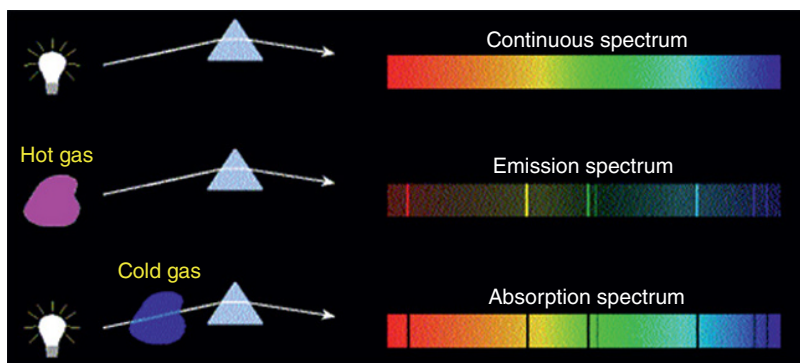 Continuous spectrum
Hot gas
Emission spectrum
Cold gas
Absorption spectrum